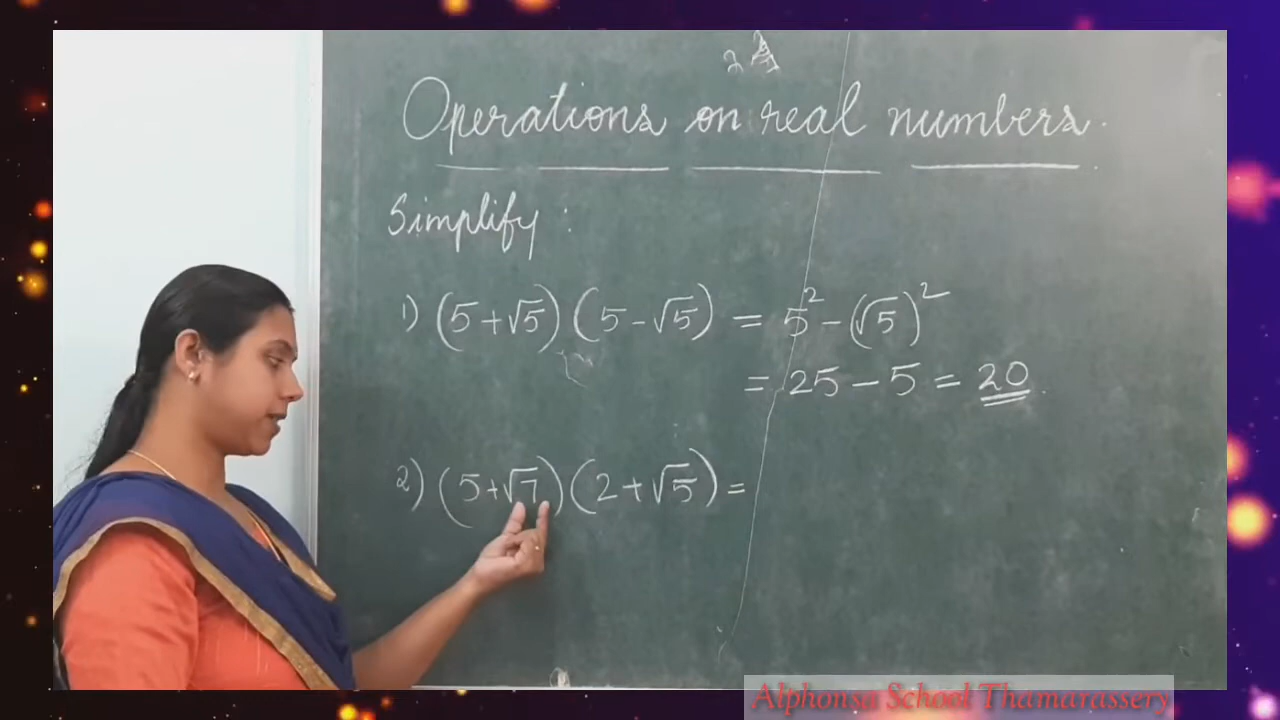 Operations on real numbers.
Simplify :
1) (5+√5) (5-√5) = 5² - (√5)²
= 25 - 5 = 20.
2) (5+√7) (2+√5) =
Alphonsa School Thamarassery